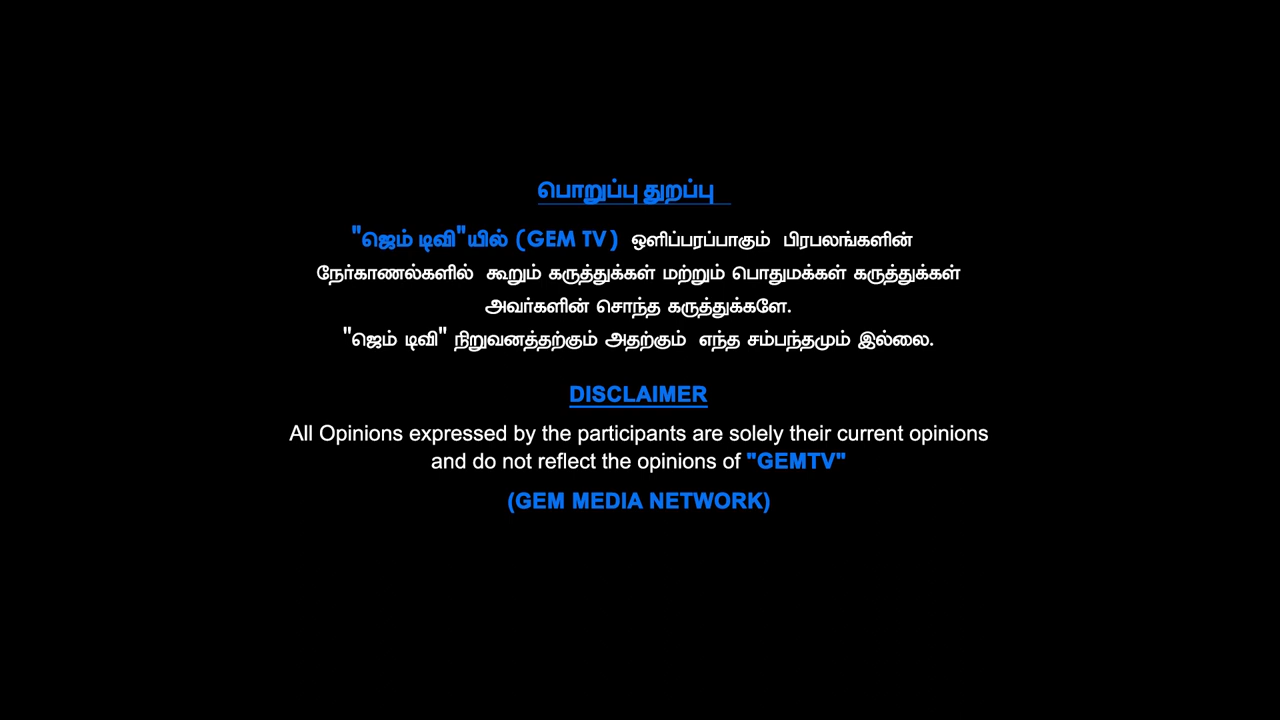 பொறுப்பு துறப்பு
"ஜெம் டிவி"யில் (GEM TV) ஒளிப்பரப்பாகும் பிரபலங்களின்
நேர்காணல்களில் கூறும் கருத்துக்கள் மற்றும் பொதுமக்கள் கருத்துக்கள்
அவர்களின் சொந்த கருத்துக்களே.
"ஜெம் டிவி" நிறுவனத்தற்கும் அதற்கும் எந்த சம்பந்தமும் இல்லை.
DISCLAIMER
All Opinions expressed by the participants are solely their current opinions
and do not reflect the opinions of "GEMTV"
(GEM MEDIA NETWORK)